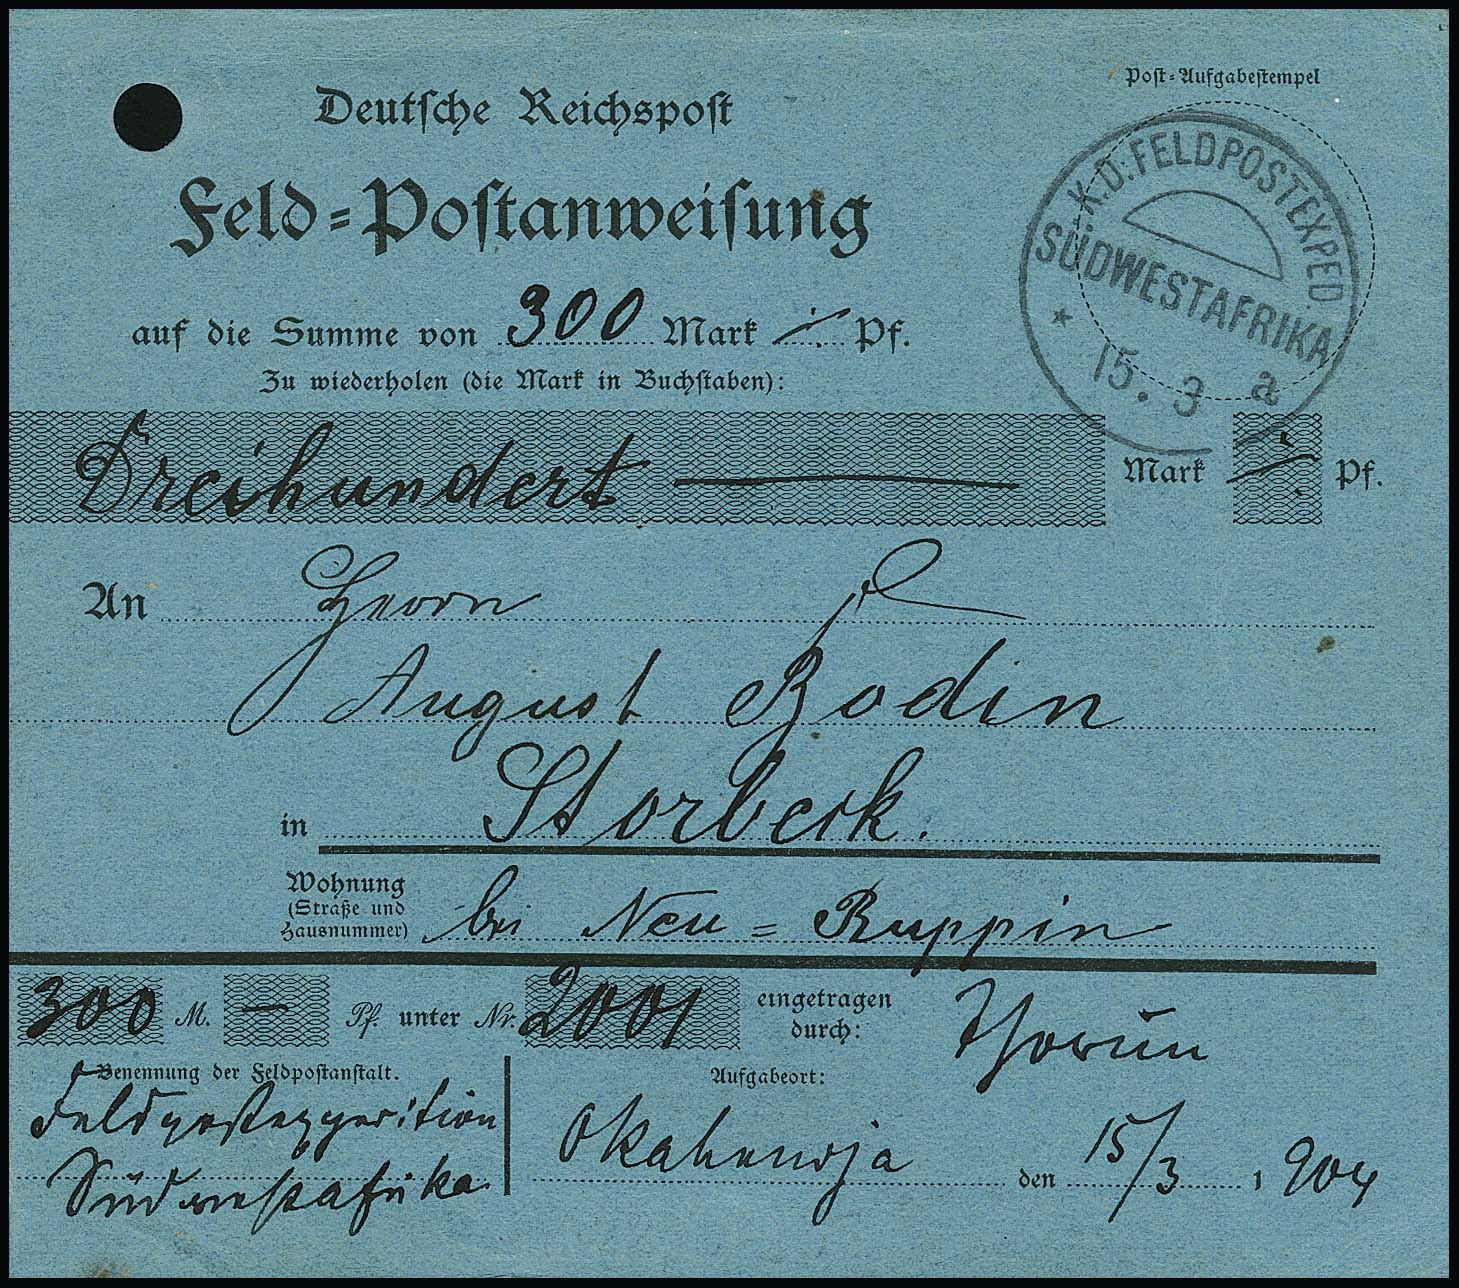 Post-Aufgabestempel
Deutsche Reichspost
Feld-Postanweisung
K.D. FELDPOSTEXPED
SÜDWESTAFRIKA
* 15. 3 a
auf die Summe von 300 Mark ./. Pf.
Zu wiederholen (die Mark in Buchstaben):
Dreihundert — Mark ./. Pf.
An Herrn
August Bodin
in Storbeck.
Wohnung
(Straße und
Hausnummer)
bei Neu=Ruppin
300 M. — Pf. unter Nr. 2001 eingetragen
durch:
Benennung der Feldpostanstalt.
Aufgabeort:
Feldpostexpedition
Südwestafrika.
Okahandja den 15/3 1904